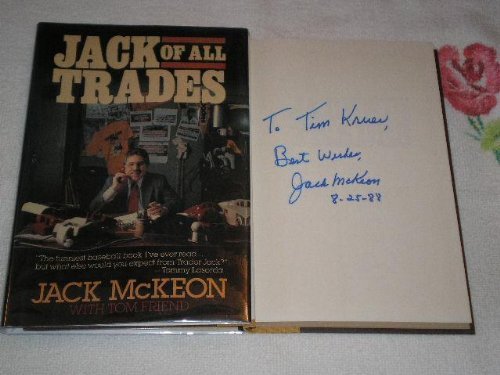 JACK OF ALL
TRADES
"The funniest baseball book I've ever read...
but what else would you expect from Trader Jack?"
—Tommy Lasorda
JACK McKEON
WITH TOM FRIEND
To Tim Kruer,
Best Wishes,
Jack McKeon
8-25-88